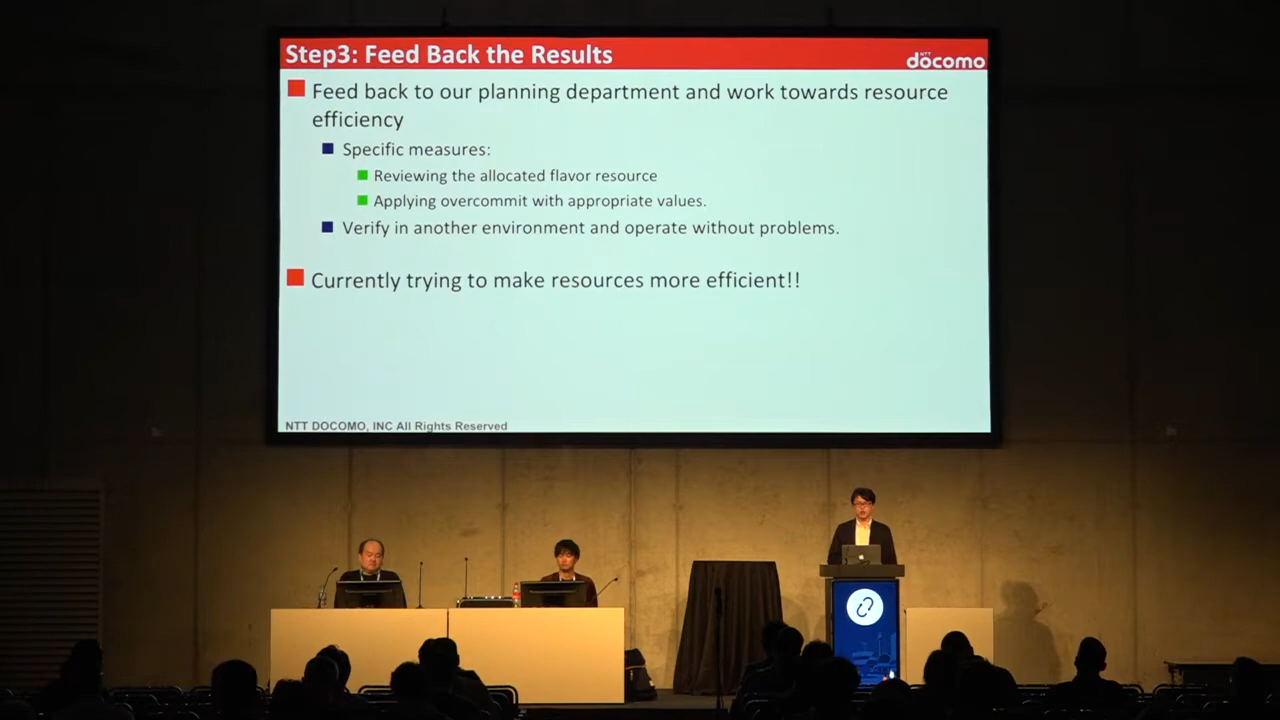 Step3: Feed Back the Results
NTT
döcomo
Feed back to our planning department and work towards resource
efficiency
Specific measures:
Reviewing the allocated flavor resource
Applying overcommit with appropriate values.
Verify in another environment and operate without problems.
Currently trying to make resources more efficient!!
NTT DOCOMO, INC All Rights Reserved